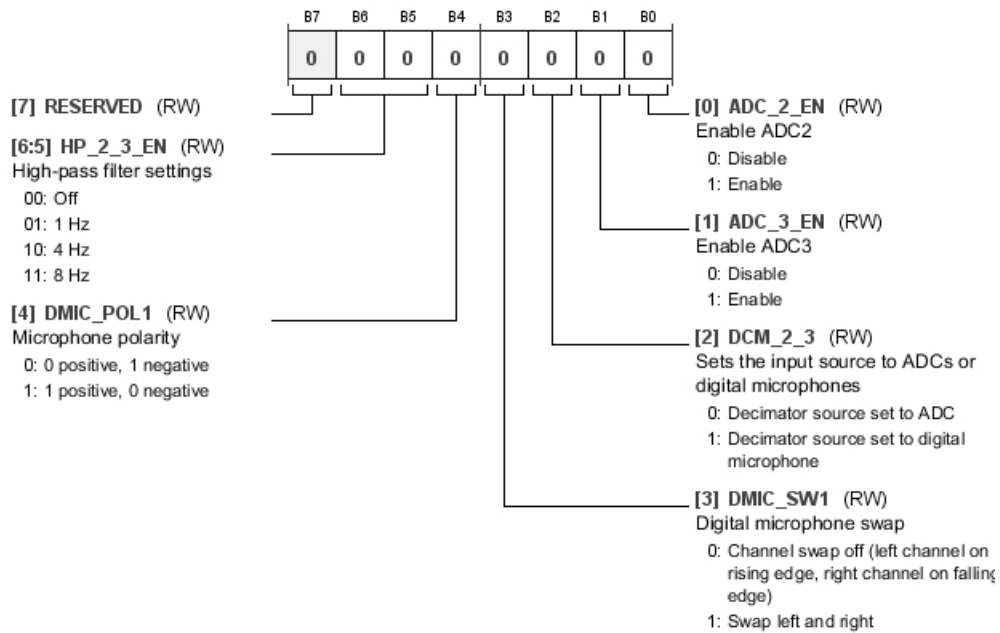 B7 B6 B5 B4 B3 B2 B1 B0
0 0 0 0 0 0 0 0
[7] RESERVED (RW)
[6:5] HP_2_3_EN (RW)
High-pass filter settings
00: Off
01: 1 Hz
10: 4 Hz
11: 8 Hz
[4] DMIC_POL1 (RW)
Microphone polarity
0: 0 positive, 1 negative
1: 1 positive, 0 negative
[0] ADC_2_EN (RW)
Enable ADC2
0: Disable
1: Enable
[1] ADC_3_EN (RW)
Enable ADC3
0: Disable
1: Enable
[2] DCM_2_3 (RW)
Sets the input source to ADCs or
digital microphones
0: Decimator source set to ADC
1: Decimator source set to digital
microphone
[3] DMIC_SW1 (RW)
Digital microphone swap
0: Channel swap off (left channel on
rising edge, right channel on falling
edge)
1: Swap left and right